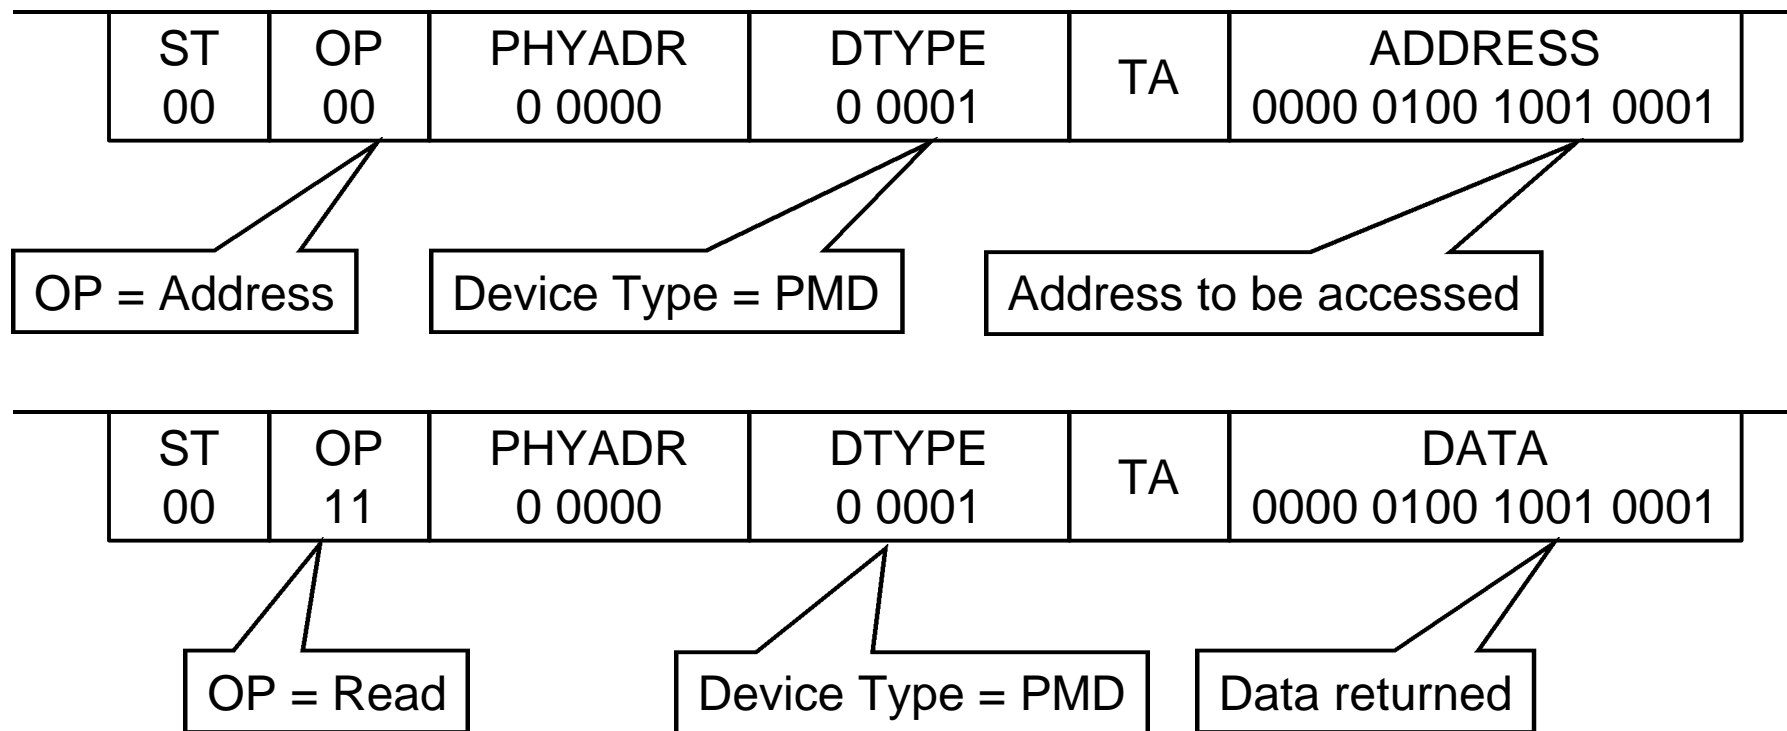 ST OP PHYADR DTYPE TA ADDRESS
00 00 0 0000 0 0001 0000 0100 1001 0001
OP = Address Device Type = PMD Address to be accessed
ST OP PHYADR DTYPE TA DATA
00 11 0 0000 0 0001 0000 0100 1001 0001
OP = Read Device Type = PMD Data returned